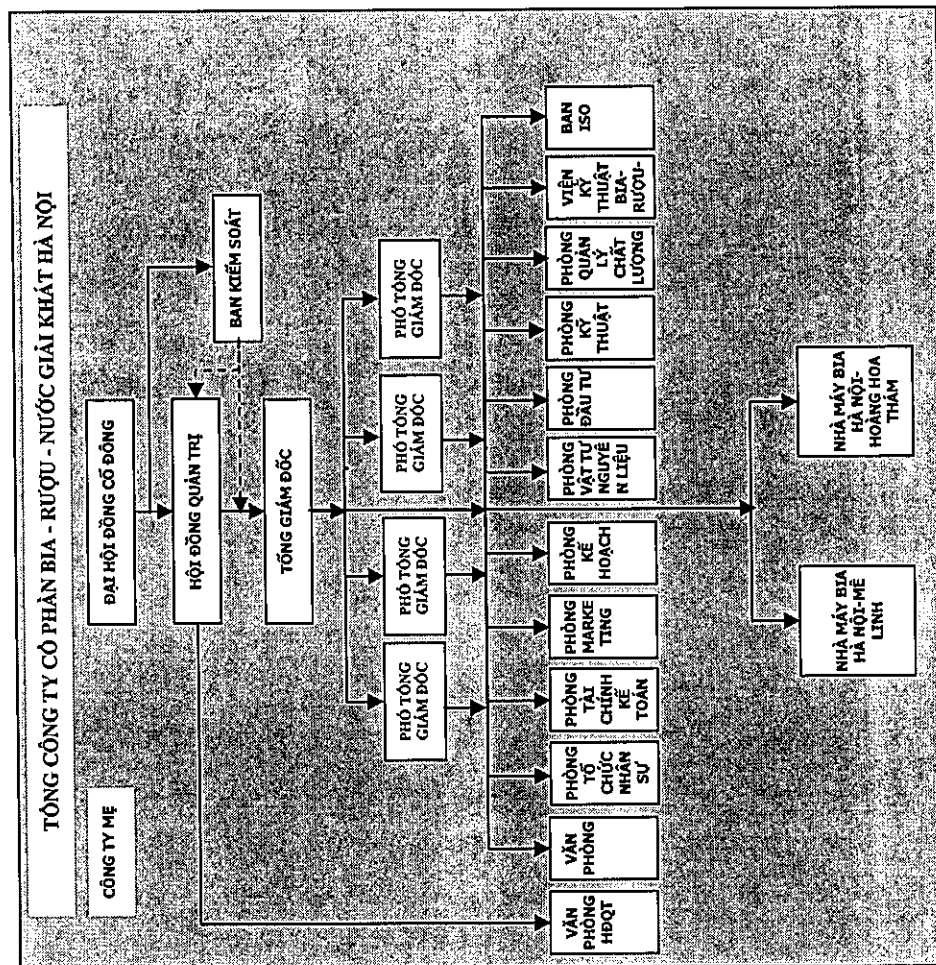 TỔNG CÔNG TY CỔ PHẦN BIA - RƯỢU - NƯỚC GIẢI KHÁT HÀ NỘI
CÔNG TY MẸ
ĐẠI HỘI ĐỒNG CỔ ĐÔNG
HỘI ĐỒNG QUẢN TRỊ
BAN KIỂM SOÁT
TỔNG GIÁM ĐỐC
PHÓ TỔNG
GIÁM ĐỐC
PHÓ TỔNG
GIÁM ĐỐC
PHÓ TỔNG
GIÁM ĐỐC
PHÓ TỔNG
GIÁM ĐỐC
VĂN
PHÒNG
HĐQT
VĂN
PHÒNG
PHÒNG
TỔ
CHỨC
NHÂN
SỰ
PHÒNG
TÀI
CHÍNH
KẾ
TOÁN
PHÒNG
MARKE
TING
PHÒNG
KẾ
HOẠCH
PHÒNG
VẬT TƯ
NGUYÊ
N LIỆU
PHÒNG
ĐẦU TƯ
PHÒNG
KỸ
THUẬT
PHÒNG
QUẢN
LÝ
CHẤT
LƯỢNG
VIỆN
KỸ
THUẬT
BIA-
RƯỢU-
BAN
ISO
NHÀ MÁY BIA
HÀ NỘI-MÊ
LINH
NHÀ MÁY BIA
HÀ NỘI-
HOÀNG HOA
THÁM